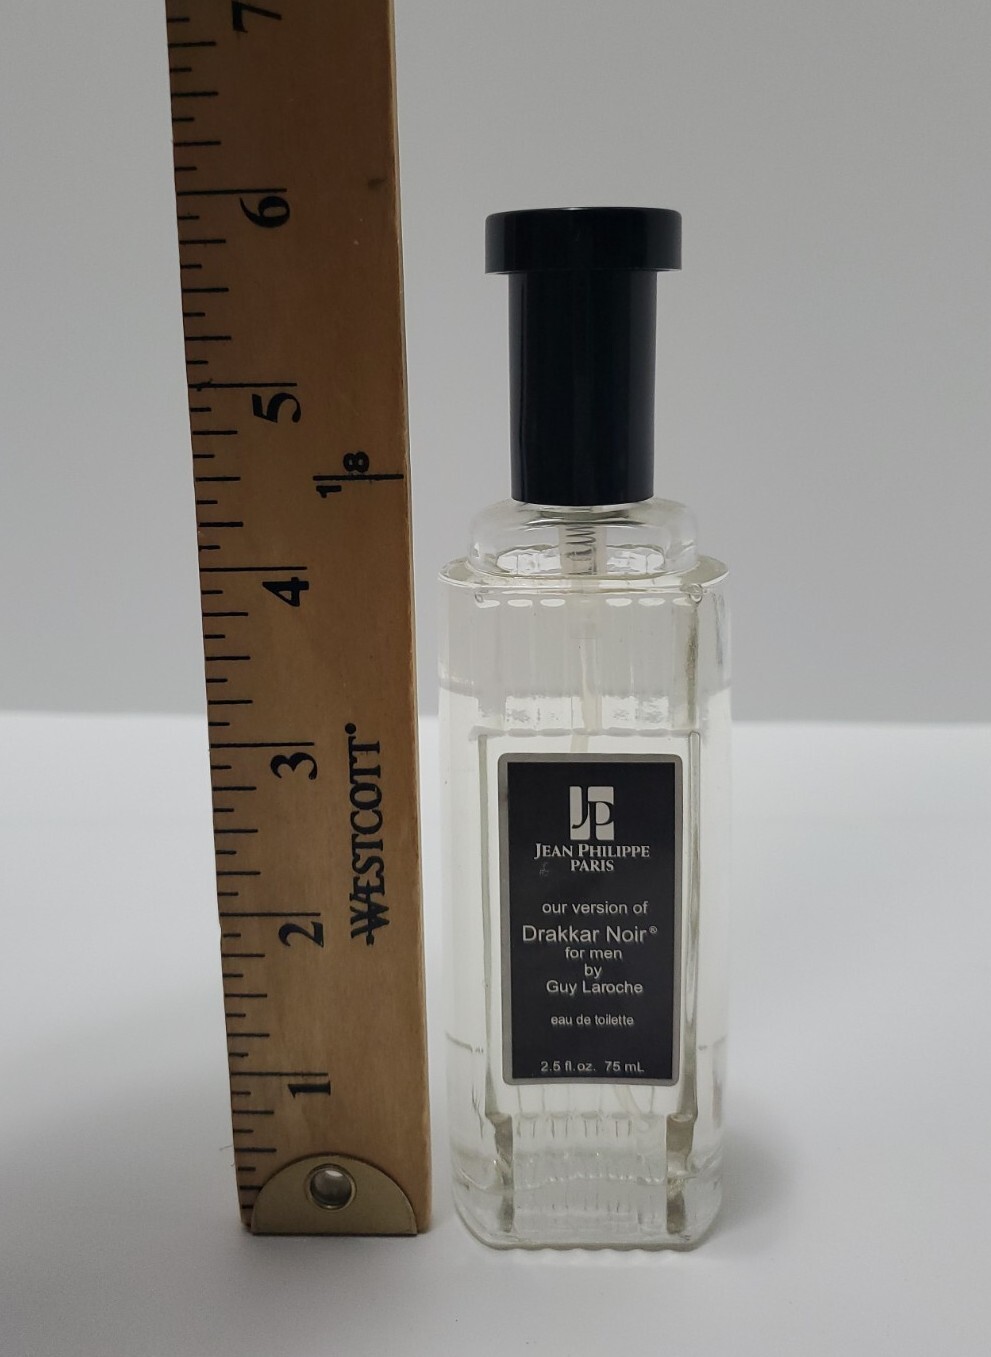 7
6
5
1/8
4
3
2
1
WESTCOTT
JP
JEAN PHILIPPE
PARIS
our version of
Drakkar Noir®
for men
by
Guy Laroche
eau de toilette
2.5 fl.oz. 75 mL